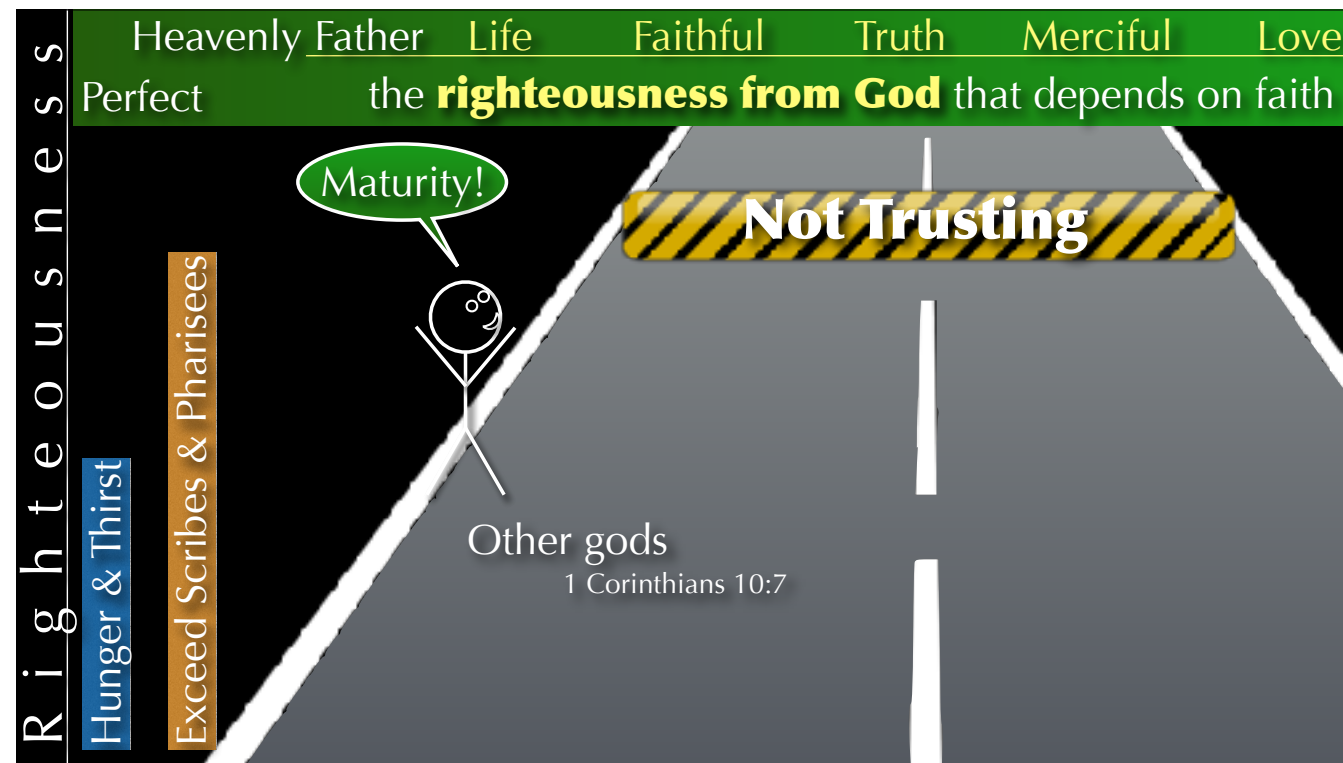 Righteousness
Heavenly Father Life Faithful Truth Merciful Love
Perfect the righteousness from God that depends on faith
Maturity!
Not Trusting
Hunger & Thirst
Exceed Scribes & Pharisees
Other gods
1 Corinthians 10:7